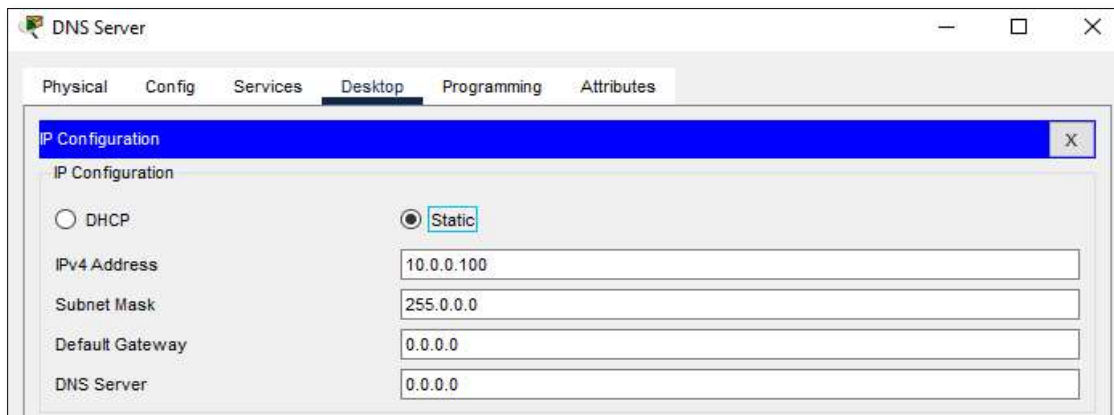 DNS Server
Physical Config Services Desktop Programming Attributes
IP Configuration X
IP Configuration
DHCP Static
IPv4 Address 10.0.0.100
Subnet Mask 255.0.0.0
Default Gateway 0.0.0.0
DNS Server 0.0.0.0